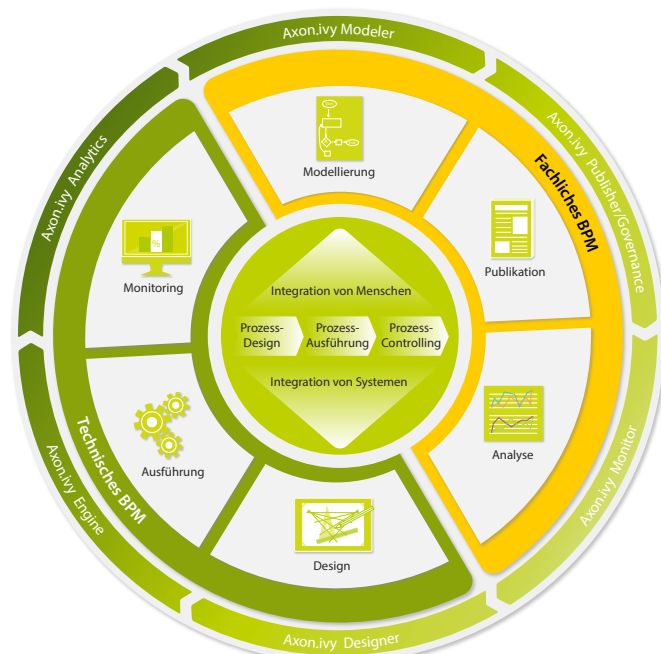 Axon.ivy Modeler
Axon.ivy Publisher/Governance
Axon.ivy Monitor
Axon.ivy Designer
Axon.ivy Engine
Axon.ivy Analytics
Fachliches BPM
Technisches BPM
Modellierung
Publikation
Analyse
Design
Ausführung
%
Monitoring
Integration von Menschen
Prozess-
Design
Prozess-
Ausführung
Prozess-
Controlling
Integration von Systemen